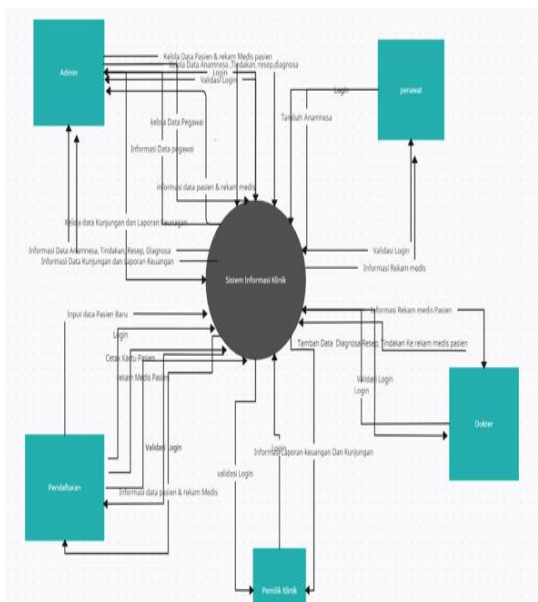 Kelola Data Pasien & rekam Medis pasien
Kelola Data Anamnesa ,Tindakan, resep,diagnosa
Admin
Login
Validasi Login
perawat
Login
kelola Data Pegawai
Tambah Anamnesa
Informasi Data pegawai
informasi data pasien & rekam medis
Kelola data Kunjungan dan Laporan Keuangan
Informasi Data Anamnesa, Tindakan, Resep, Diagnosa
Validasi Login
Informasi Data Kunjungan dan Laporan Keuangan
Informasi Rekam medis
Sistem Informasi Klinik
Input data Pasien Baru
Informasi Rekam medis Pasien
Login
Tambah Data Diagnosa,Resep, Tindakan Ke rekam medis pasien
Cetak Kartu Pasien
rekam Medis Pasien
Validasi Login
Login
Dokter
Validasi Login
Login
Informasi Laporan keuangan Dan Kunjungan
validasi Login
Pendaftaran
Informasi data pasien & rekam Medis
Pemilik Klinik